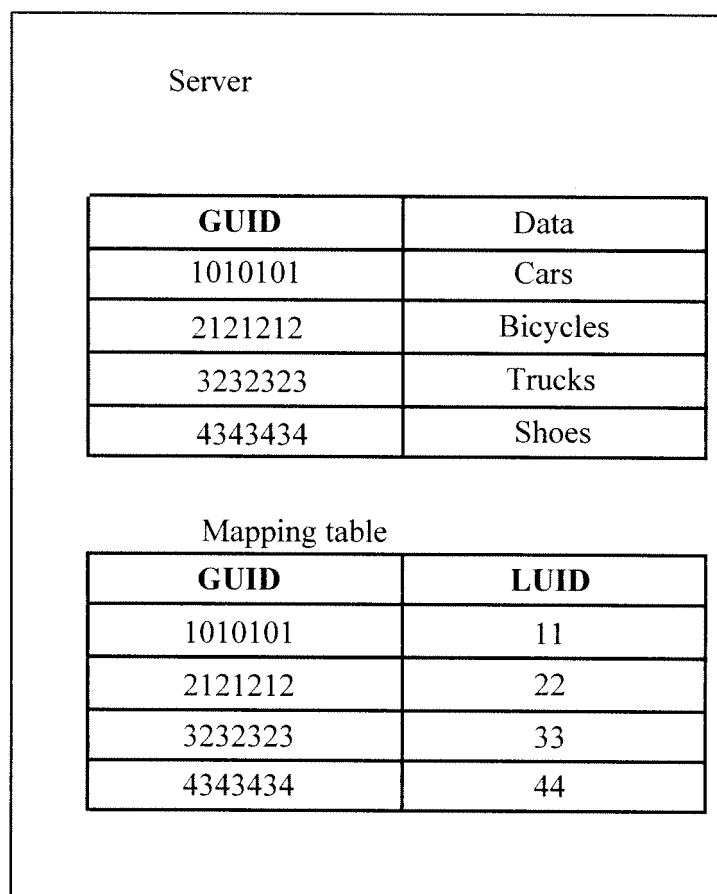 Server
GUID Data
1010101 Cars
2121212 Bicycles
3232323 Trucks
4343434 Shoes
Mapping table
GUID LUID
1010101 11
2121212 22
3232323 33
4343434 44